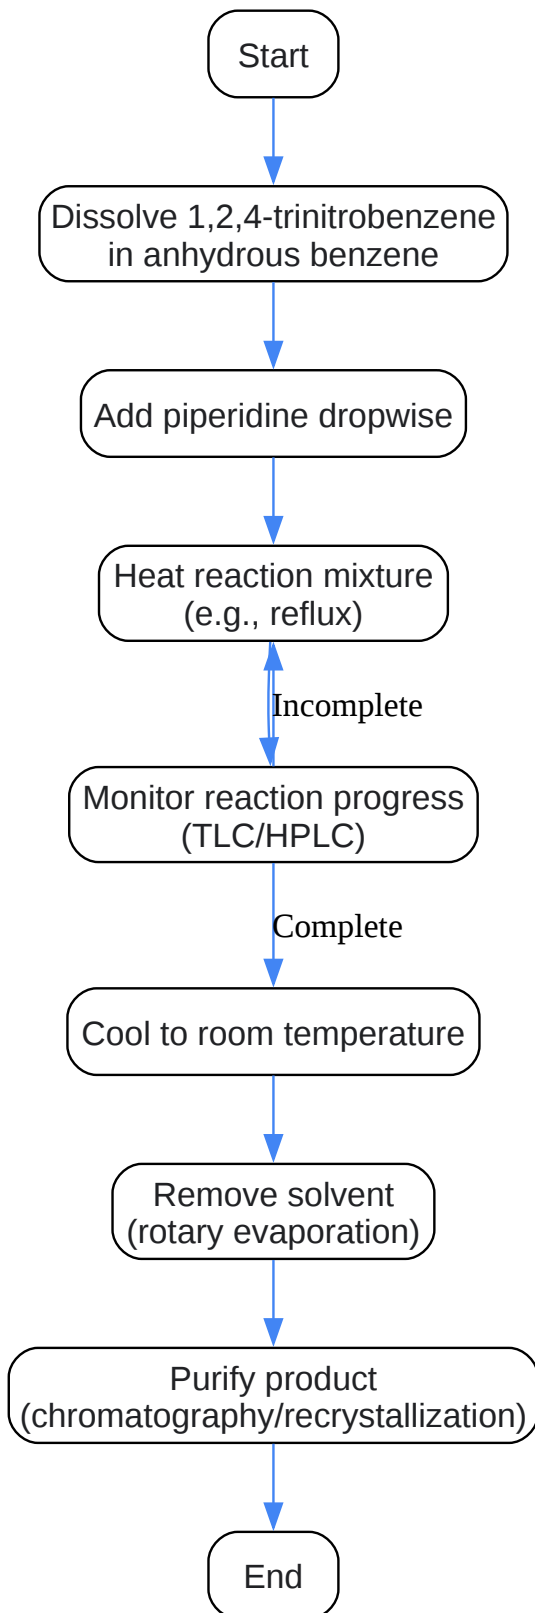 Start
Dissolve 1,2,4-trinitrobenzene
in anhydrous benzene
Add piperidine dropwise
Heat reaction mixture
(e.g., reflux)
Incomplete
Monitor reaction progress
(TLC/HPLC)
Complete
Cool to room temperature
Remove solvent
(rotary evaporation)
Purify product
(chromatography/recrystallization)
End